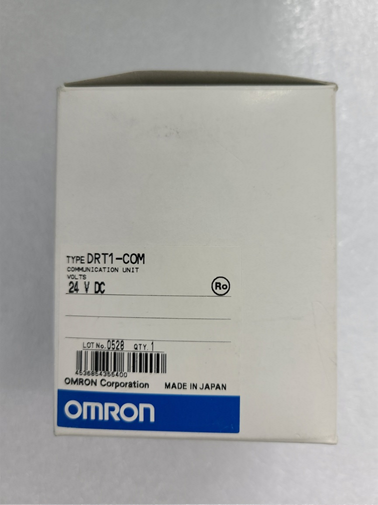 TYPE DRT1-COM
COMMUNICATION UNIT
VOLTS
24 V DC
Ro
LOT No. 0528 QTY. 1
4536854355400
OMRON Corporation MADE IN JAPAN
OMRON